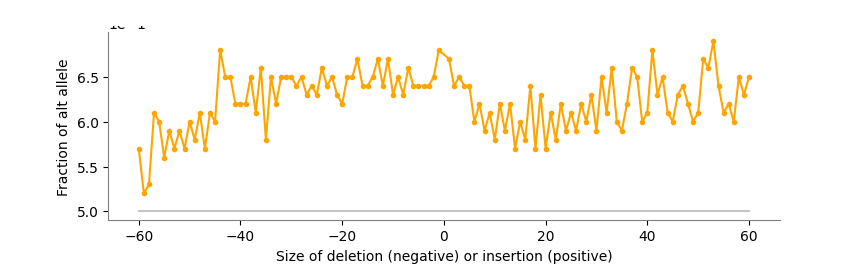 6.5
6.0
5.5
5.0
Fraction of alt allele
−60 −40 −20 0 20 40 60
Size of deletion (negative) or insertion (positive)